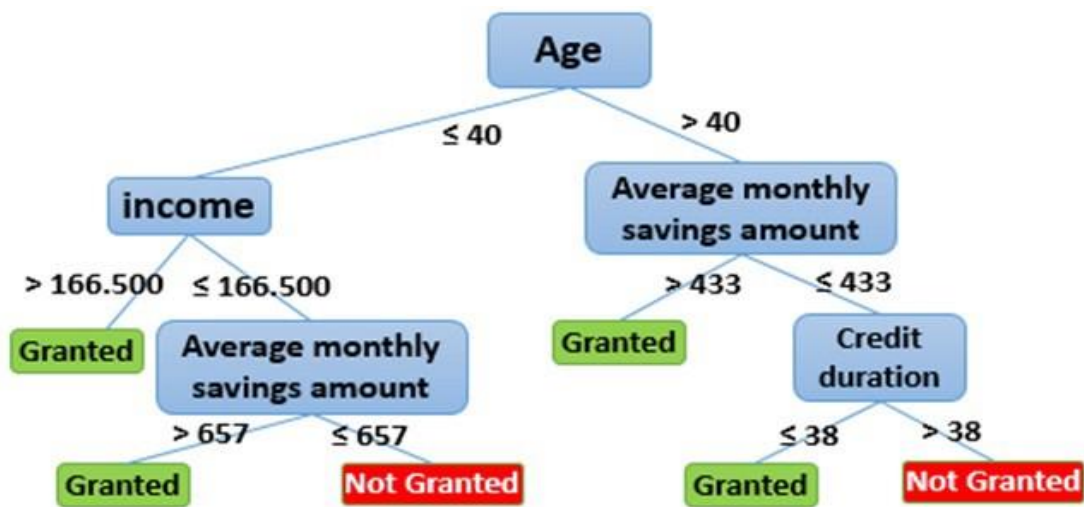 Age
≤ 40
> 40
income
Average monthly
savings amount
> 166.500
≤ 166.500
> 433
≤ 433
Granted
Average monthly
savings amount
Granted
Credit
duration
> 657
≤ 657
≤ 38
> 38
Granted
Not Granted
Granted
Not Granted